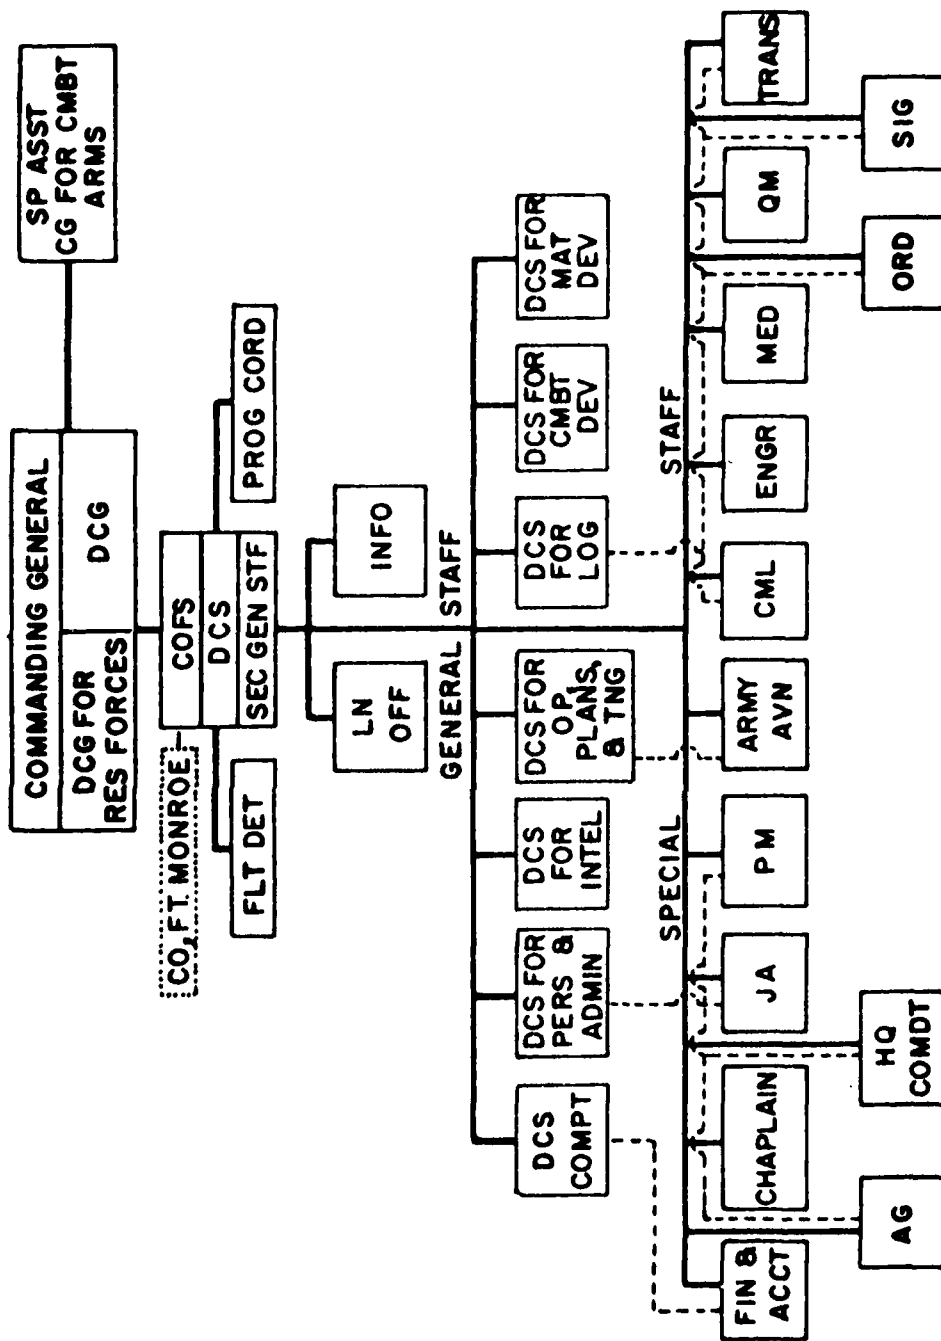 COMMANDING GENERAL
DCG FOR
RES FORCES
DCG
SP ASST
CG FOR CMBT
ARMS
CO, FT. MONROE
COFS
DCS
SEC GEN STF
FLT DET
PROG CORD
LN
OFF
INFO
GENERAL STAFF
DCS
COMPT
DCS FOR
PERS &
ADMIN
DCS
FOR
INTEL
DCS FOR
OP,
PLANS,
& TNG
DCS
FOR
LOG
DCS FOR
CMBT
DEV
DCS FOR
MAT
DEV
SPECIAL STAFF
FIN &
ACCT
CHAPLAIN
JA
PM
ARMY
AVN
CML
ENGR
MED
QM
TRANS
AG
HQ
COMDT
ORD
SIG